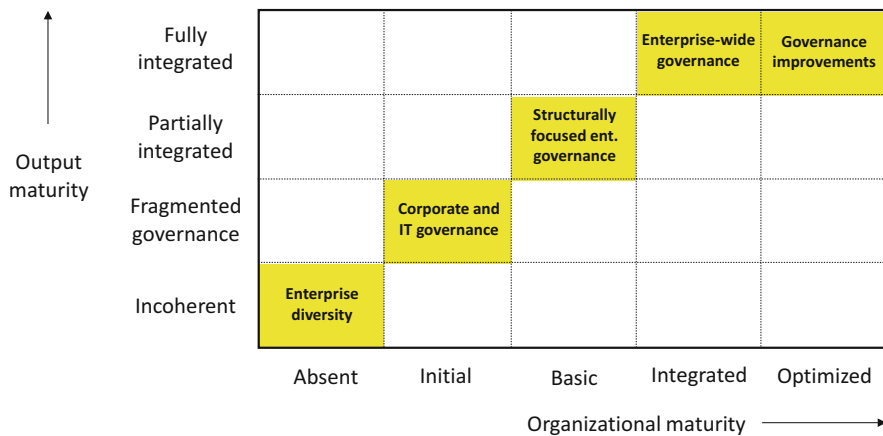 Output
maturity
Fully
integrated
Enterprise-wide
governance
Governance
improvements
Partially
integrated
Structurally
focused ent.
governance
Fragmented
governance
Corporate and
IT governance
Incoherent
Enterprise
diversity
Absent
Initial
Basic
Integrated
Optimized
Organizational maturity